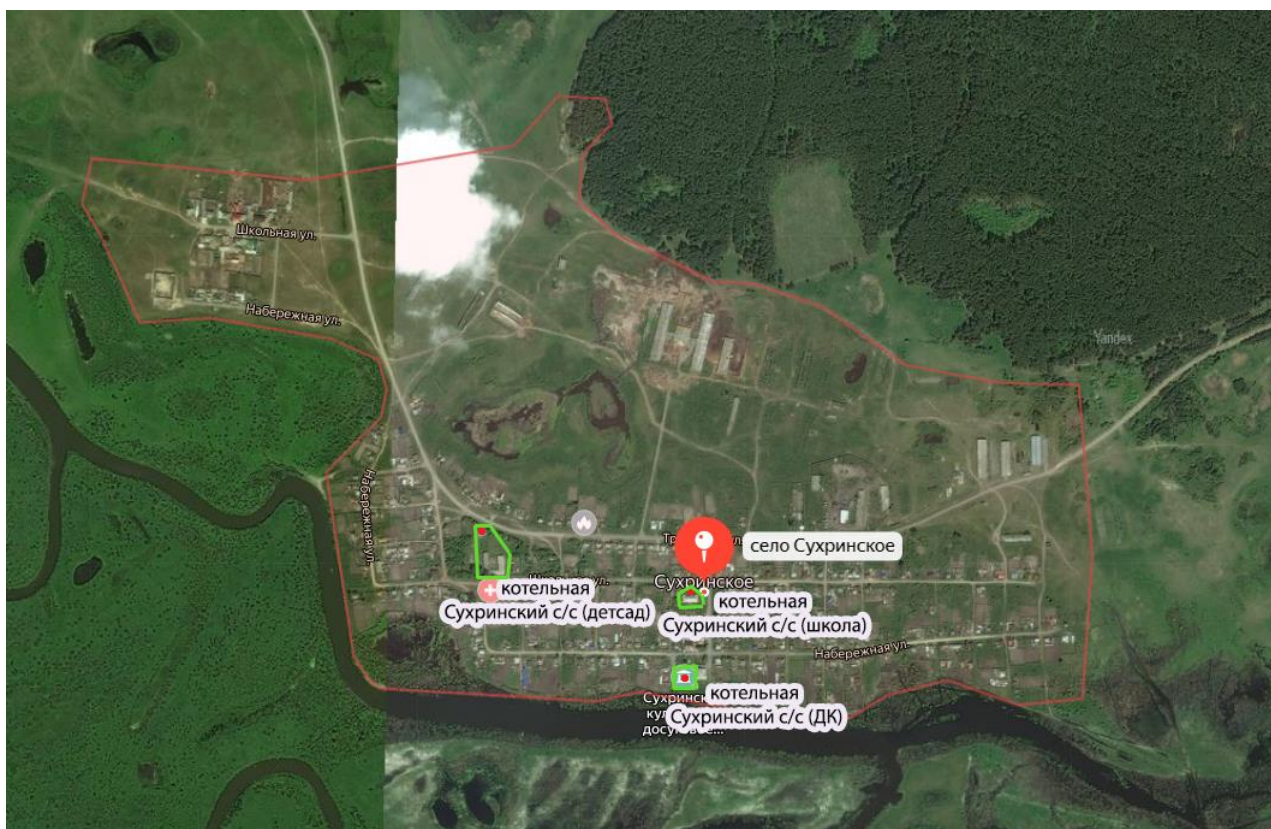 Школьная ул.
Набережная ул.
Yandex
Набережная ул.
село Сухринское
Сухринское
котельная
Сухринский с/с (детсад)
котельная
Сухринский с/с (школа)
Набережная ул.
котельная
Сухринский с/с (ДК)